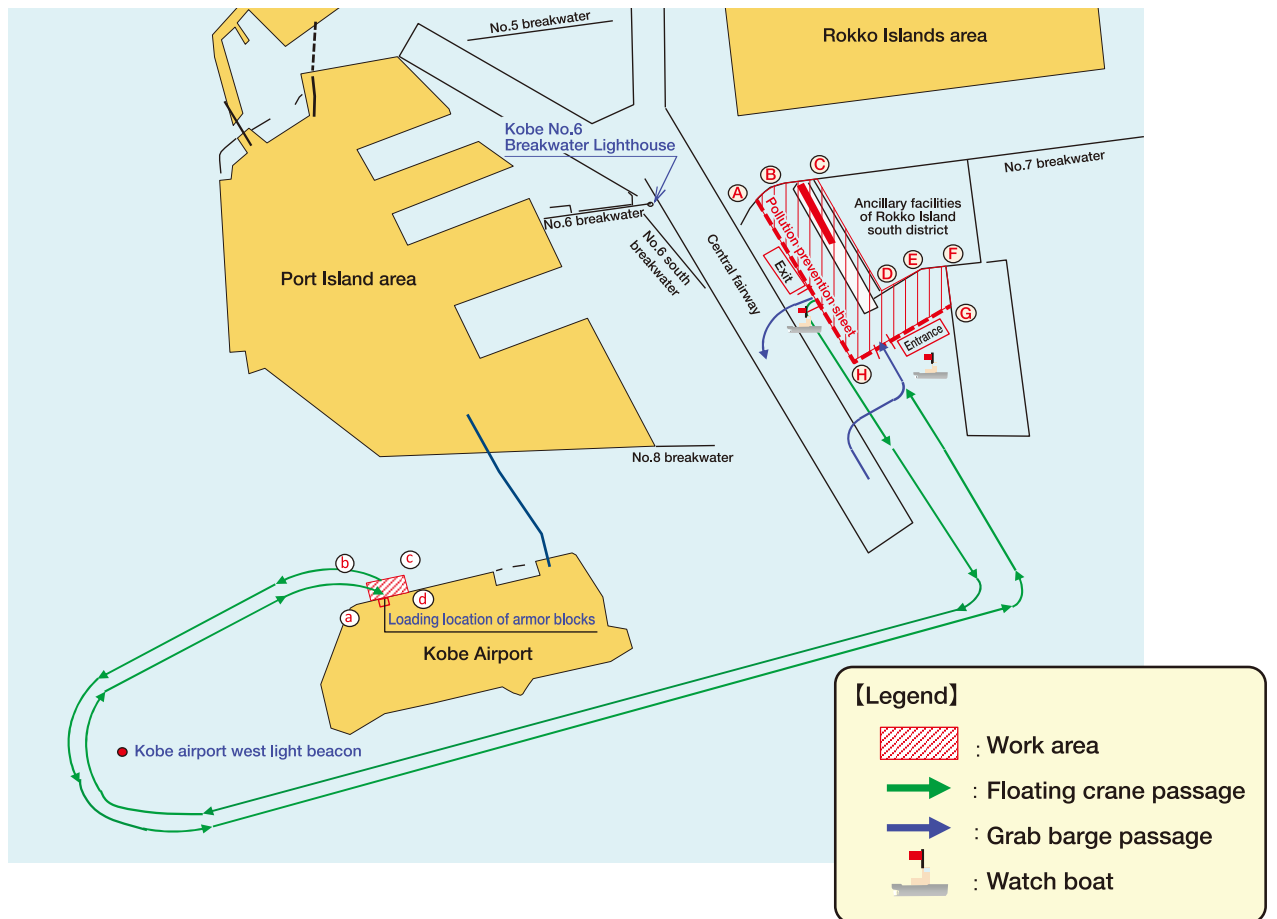 No.5 breakwater
Rokko Islands area
Kobe No.6
Breakwater Lighthouse
No.7 breakwater
A
B
C
Ancillary facilities
of Rokko Island
south district
No.6 breakwater
No.6 south
breakwater
Central fairway
Pollution prevention sheet
Exit
D
E
F
G
Entrance
H
Port Island area
No.8 breakwater
b
c
a
d
Loading location of armor blocks
Kobe Airport
Kobe airport west light beacon
【Legend】
: Work area
: Floating crane passage
: Grab barge passage
: Watch boat